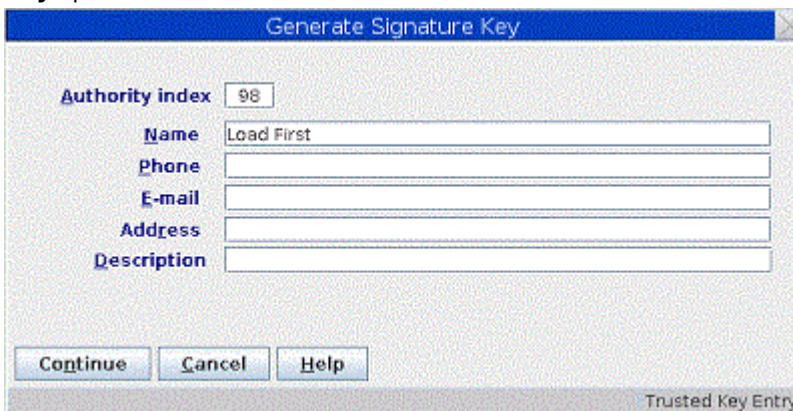 Generate Signature Key
Authority index 98
Name Load First
Phone
E-mail
Address
Description
Continue Cancel Help
Trusted Key Entry